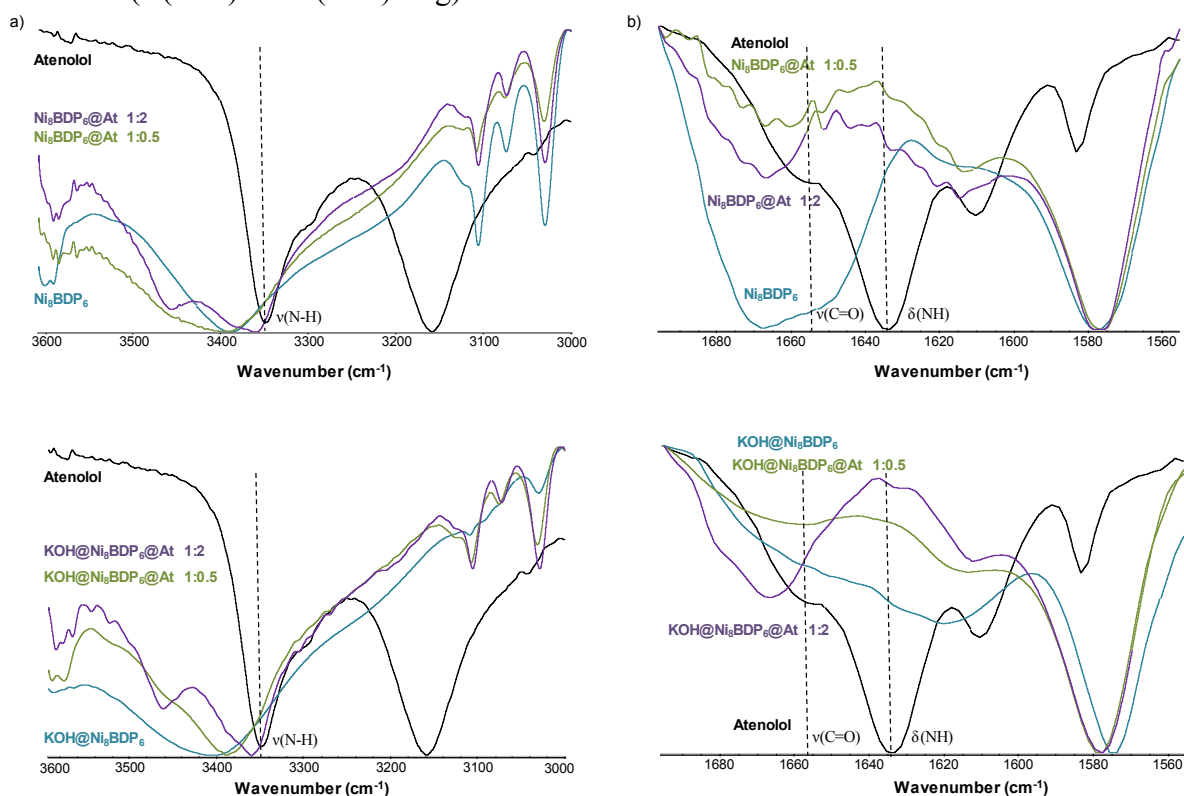 a)
Atenolol
Ni₈BDP₆@At 1:2
Ni₈BDP₆@At 1:0.5
Ni₈BDP₆
ν(N-H)
3600 3500 3400 3300 3200 3100 3000
Wavenumber (cm⁻¹)
b)
Atenolol
Ni₈BDP₆@At 1:0.5
Ni₈BDP₆@At 1:2
Ni₈BDP₆
ν(C=O)
δ(NH)
1680 1660 1640 1620 1600 1580 1560
Wavenumber (cm⁻¹)
Atenolol
KOH@Ni₈BDP₆@At 1:2
KOH@Ni₈BDP₆@At 1:0.5
KOH@Ni₈BDP₆
ν(N-H)
3600 3500 3400 3300 3200 3100 3000
Wavenumber (cm⁻¹)
KOH@Ni₈BDP₆
KOH@Ni₈BDP₆@At 1:0.5
KOH@Ni₈BDP₆@At 1:2
Atenolol
ν(C=O)
δ(NH)
1680 1660 1640 1620 1600 1580 1560
Wavenumber (cm⁻¹)